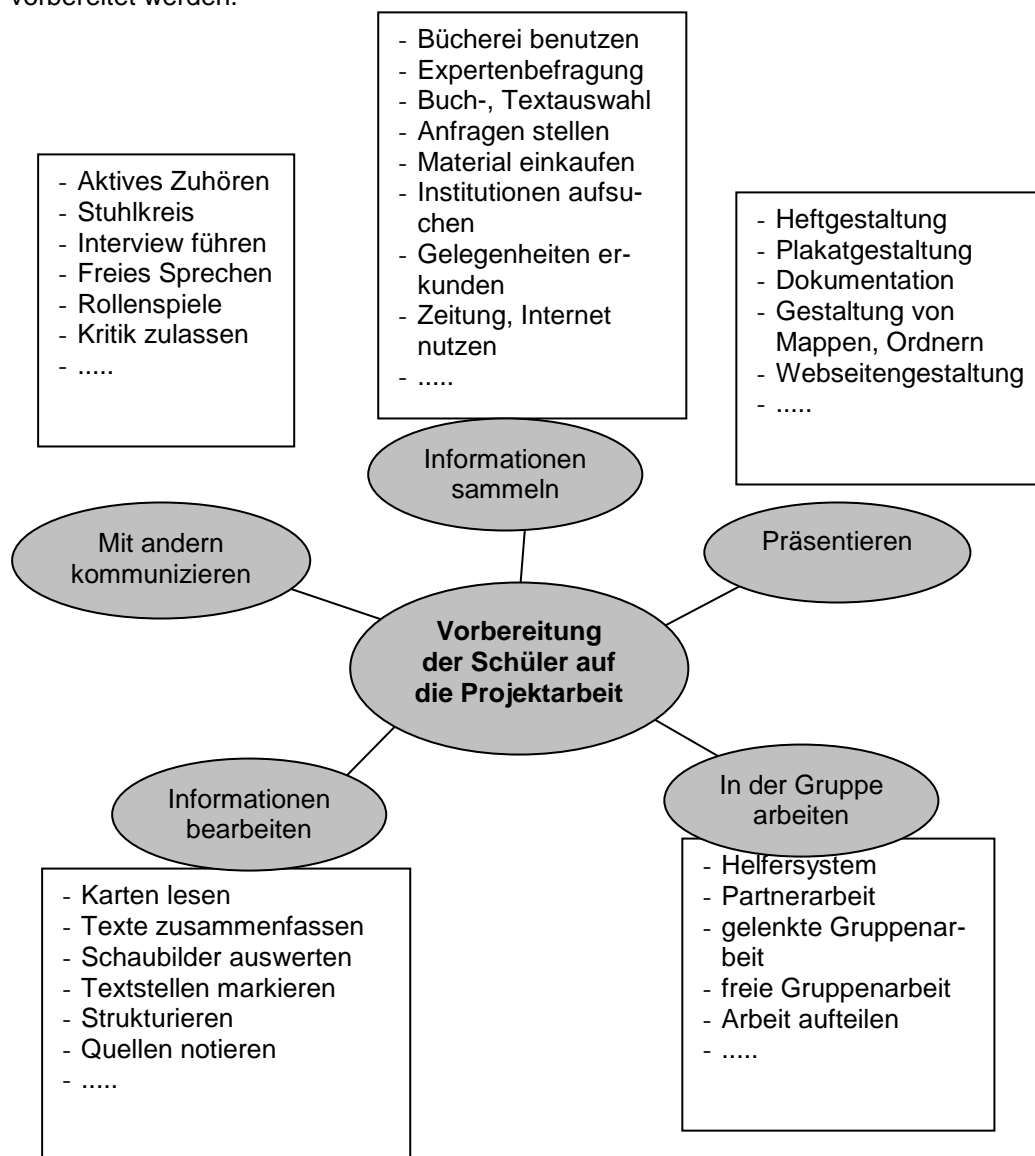 vorbereitet werden.
- Bücherei benutzen
- Expertenbefragung
- Buch-, Textauswahl
- Anfragen stellen
- Material einkaufen
- Institutionen aufsu-
chen
- Gelegenheiten er-
kunden
- Zeitung, Internet
nutzen
- .....
- Aktives Zuhören
- Stuhlkreis
- Interview führen
- Freies Sprechen
- Rollenspiele
- Kritik zulassen
- .....
- Heftgestaltung
- Plakatgestaltung
- Dokumentation
- Gestaltung von
Mappen, Ordnern
- Webseitengestaltung
- .....
Informationen
sammeln
Mit andern
kommunizieren
Präsentieren
Vorbereitung
der Schüler auf
die Projektarbeit
Informationen
bearbeiten
In der Gruppe
arbeiten
- Karten lesen
- Texte zusammenfassen
- Schaubilder auswerten
- Textstellen markieren
- Strukturieren
- Quellen notieren
- .....
- Helfersystem
- Partnerarbeit
- gelenkte Gruppenar-
beit
- freie Gruppenarbeit
- Arbeit aufteilen
- .....